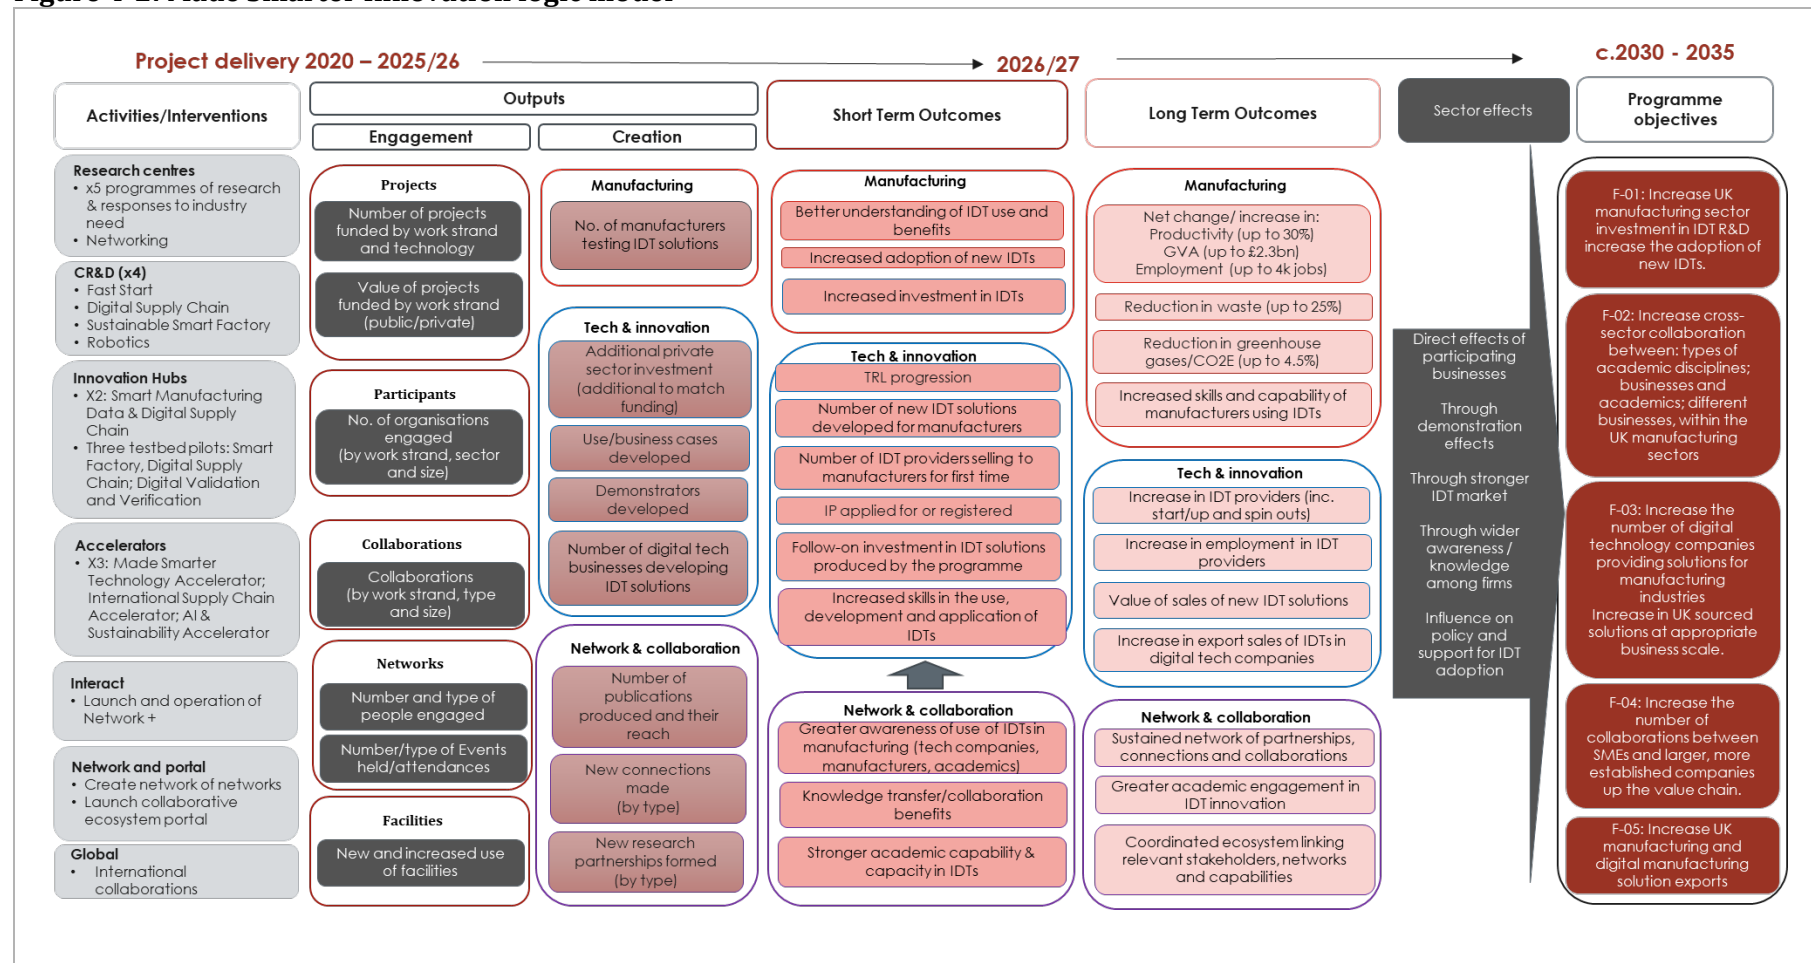 Figure 1-2: Made Smarter Innovation logic model
Project delivery 2020 – 2025/26
2026/27
c.2030 - 2035
Activities/Interventions
Outputs
Engagement
Creation
Short Term Outcomes
Long Term Outcomes
Sector effects
Programme
objectives
Research centres
• x5 programmes of research
& responses to industry
need
• Networking
CR&D (x4)
• Fast Start
• Digital Supply Chain
• Sustainable Smart Factory
• Robotics
Innovation Hubs
• X2: Smart Manufacturing
Data & Digital Supply
Chain
• Three testbed pilots: Smart
Factory, Digital Supply
Chain; Digital Validation
and Verification
Accelerators
• X3: Made Smarter
Technology Accelerator;
International Supply Chain
Accelerator; AI &
Sustainability Accelerator
Interact
• Launch and operation of
Network +
Network and portal
• Create network of networks
• Launch collaborative
ecosystem portal
Global
• International
collaborations
Projects
Number of projects
funded by work strand
and technology
Value of projects
funded by work strand
(public/private)
Participants
No. of organisations
engaged
(by work strand, sector
and size)
Collaborations
Collaborations
(by work strand, type
and size)
Networks
Number and type of
people engaged
Number/type of Events
held/attendances
Facilities
New and increased use
of facilities
Manufacturing
No. of manufacturers
testing IDT solutions
Tech & innovation
Additional private
sector investment
(additional to match
funding)
Use/business cases
developed
Demonstrators
developed
Number of digital tech
businesses developing
IDT solutions
Network & collaboration
Number of
publications
produced and their
reach
New connections
made
(by type)
New research
partnerships formed
(by type)
Manufacturing
Better understanding of IDT use and
benefits
Increased adoption of new IDTs
Increased investment in IDTs
Tech & innovation
TRL progression
Number of new IDT solutions
developed for manufacturers
Number of IDT providers selling to
manufacturers for first time
IP applied for or registered
Follow-on investment in IDT solutions
produced by the programme
Increased skills in the use,
development and application of
IDTs
Network & collaboration
Greater awareness of use of IDTs in
manufacturing (tech companies,
manufacturers, academics)
Knowledge transfer/collaboration
benefits
Stronger academic capability &
capacity in IDTs
Manufacturing
Net change/ increase in:
Productivity (up to 30%)
GVA (up to £2.3bn)
Employment (up to 4k jobs)
Reduction in waste (up to 25%)
Reduction in greenhouse
gases/CO2E (up to 4.5%)
Increased skills and capability of
manufacturers using IDTs
Tech & innovation
Increase in IDT providers (inc.
start/up and spin outs)
Increase in employment in IDT
providers
Value of sales of new IDT solutions
Increase in export sales of IDTs in
digital tech companies
Network & collaboration
Sustained network of partnerships,
connections and collaborations
Greater academic engagement in
IDT innovation
Coordinated ecosystem linking
relevant stakeholders, networks
and capabilities
Direct effects of
participating
businesses
Through
demonstration
effects
Through stronger
IDT market
Through wider
awareness /
knowledge
among firms
Influence on
policy and
support for IDT
adoption
F-01: Increase UK
manufacturing sector
investment in IDT R&D
increase the adoption of
new IDTs.
F-02: Increase cross-
sector collaboration
between: types of
academic disciplines;
businesses and
academics; different
businesses, within the
UK manufacturing
sectors
F-03: Increase the
number of digital
technology companies
providing solutions for
manufacturing
industries
Increase in UK sourced
solutions at appropriate
business scale.
F-04: Increase the
number of
collaborations between
SMEs and larger, more
established companies
up the value chain.
F-05: Increase UK
manufacturing and
digital manufacturing
solution exports